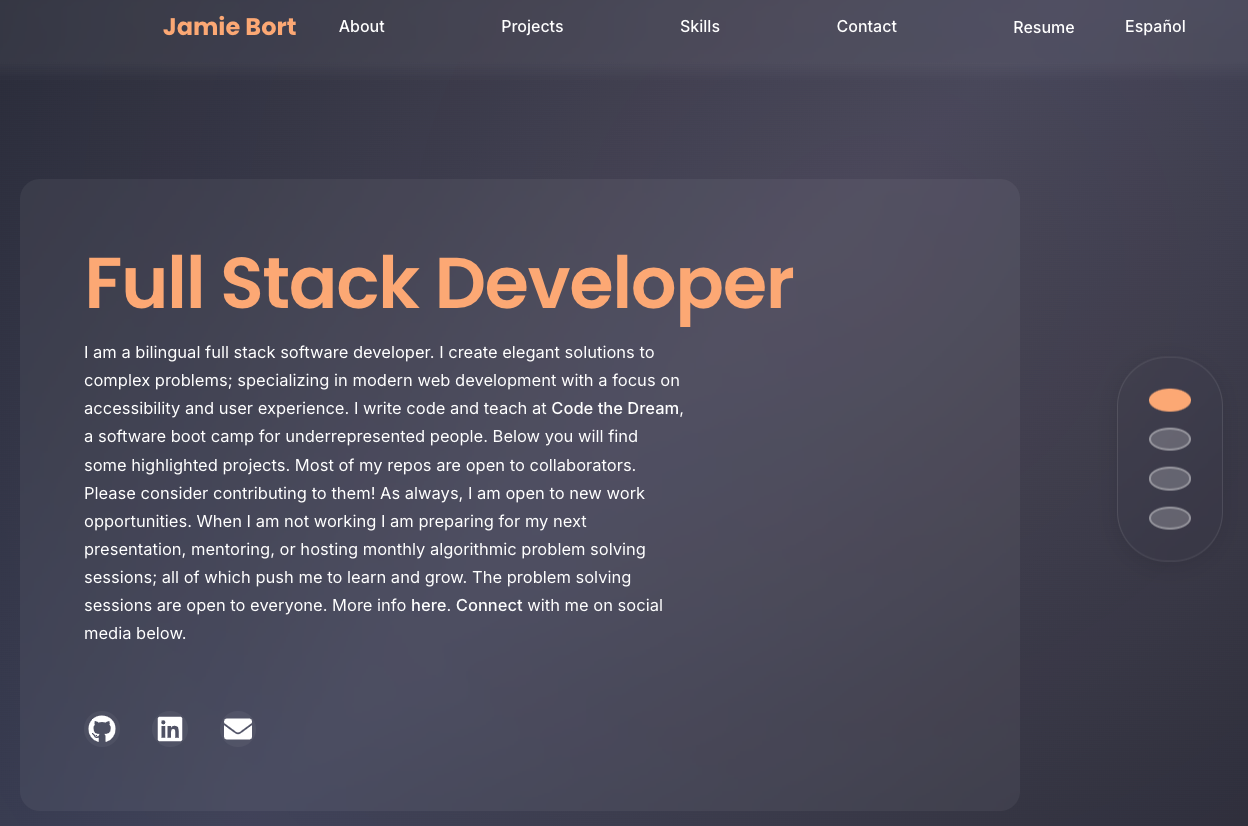 Jamie Bort About Projects Skills Contact Resume Español
Full Stack Developer
I am a bilingual full stack software developer. I create elegant solutions to
complex problems; specializing in modern web development with a focus on
accessibility and user experience. I write code and teach at Code the Dream,
a software boot camp for underrepresented people. Below you will find
some highlighted projects. Most of my repos are open to collaborators.
Please consider contributing to them! As always, I am open to new work
opportunities. When I am not working I am preparing for my next
presentation, mentoring, or hosting monthly algorithmic problem solving
sessions; all of which push me to learn and grow. The problem solving
sessions are open to everyone. More info here. Connect with me on social
media below.
in